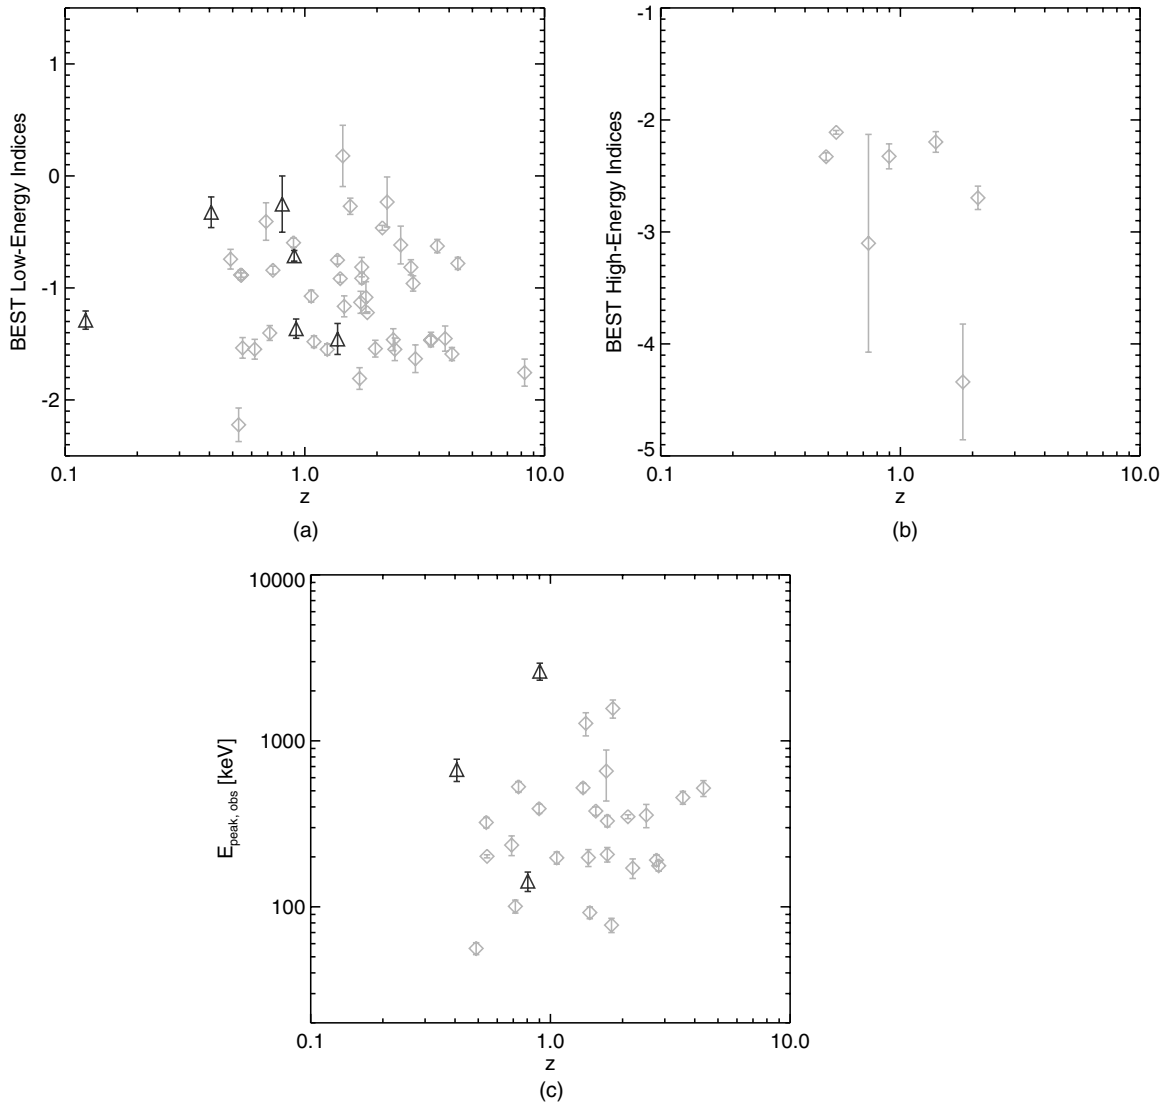 BEST Low-Energy Indices
1
0
-1
-2
0.1
1.0
10.0
z
(a)
BEST High-Energy Indices
-1
-2
-3
-4
-5
0.1
1.0
10.0
z
(b)
E_peak, obs [keV]
10000
1000
100
0.1
1.0
10.0
z
(c)